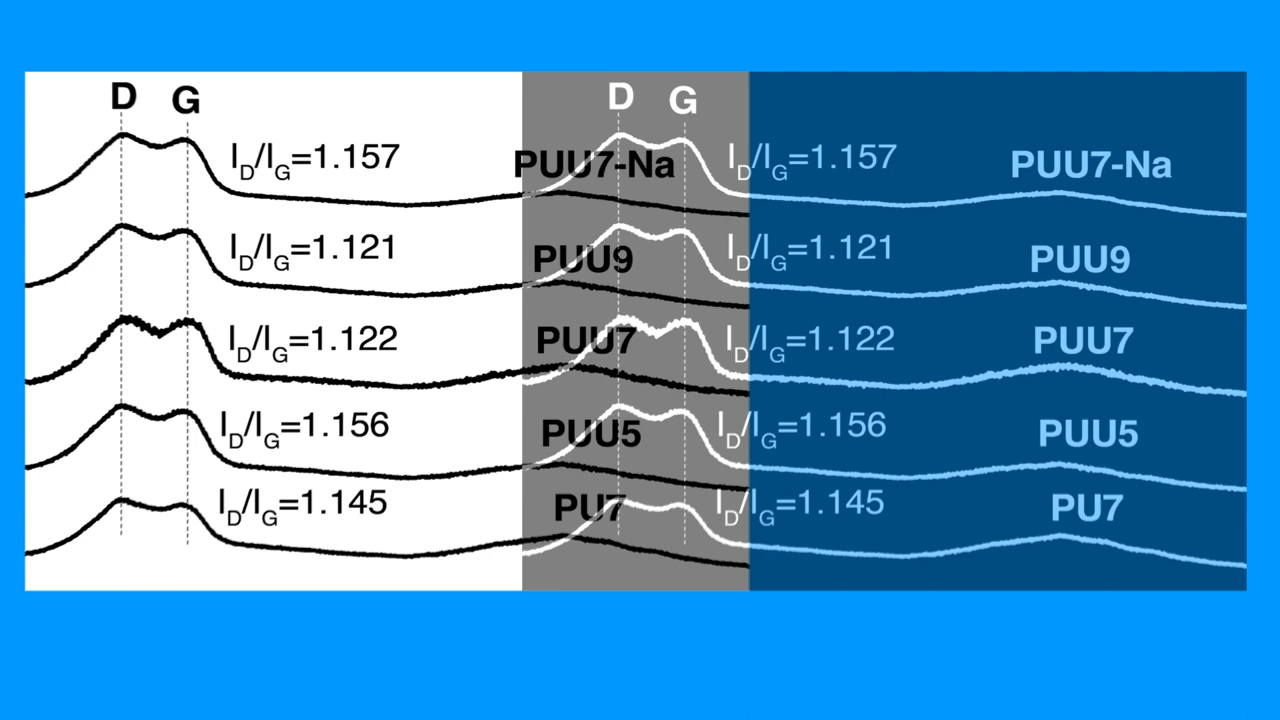 D G D G
I_D/I_G=1.157 PUU7-Na I_D/I_G=1.157 PUU7-Na
I_D/I_G=1.121 PUU9 I_D/I_G=1.121 PUU9
I_D/I_G=1.122 PUU7 I_D/I_G=1.122 PUU7
I_D/I_G=1.156 PUU5 I_D/I_G=1.156 PUU5
I_D/I_G=1.145 PU7 I_D/I_G=1.145 PU7